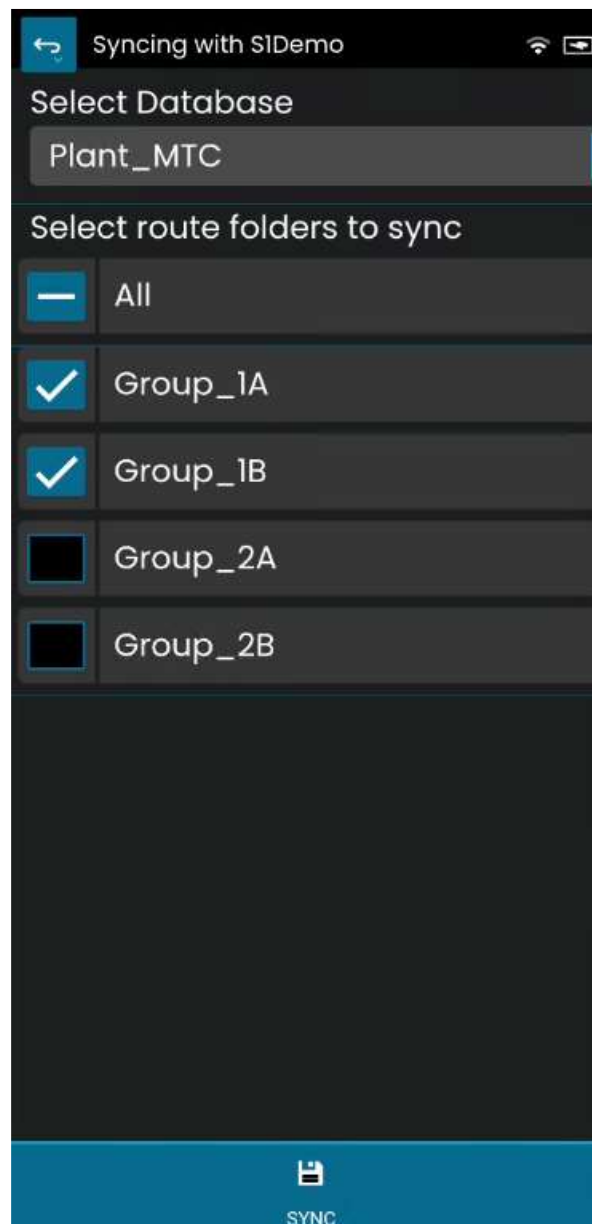 Syncing with S1Demo
Select Database
Plant_MTC
Select route folders to sync
All
Group_1A
Group_1B
Group_2A
Group_2B
SYNC